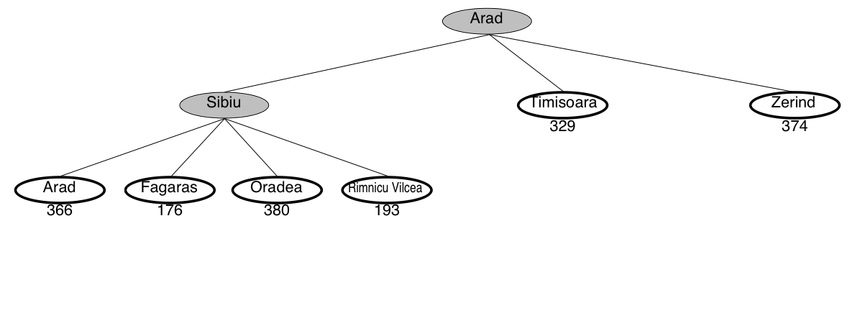 Arad
Sibiu
Timisoara
Zerind
329
374
Arad
Fagaras
Oradea
Rimnicu Vilcea
366
176
380
193